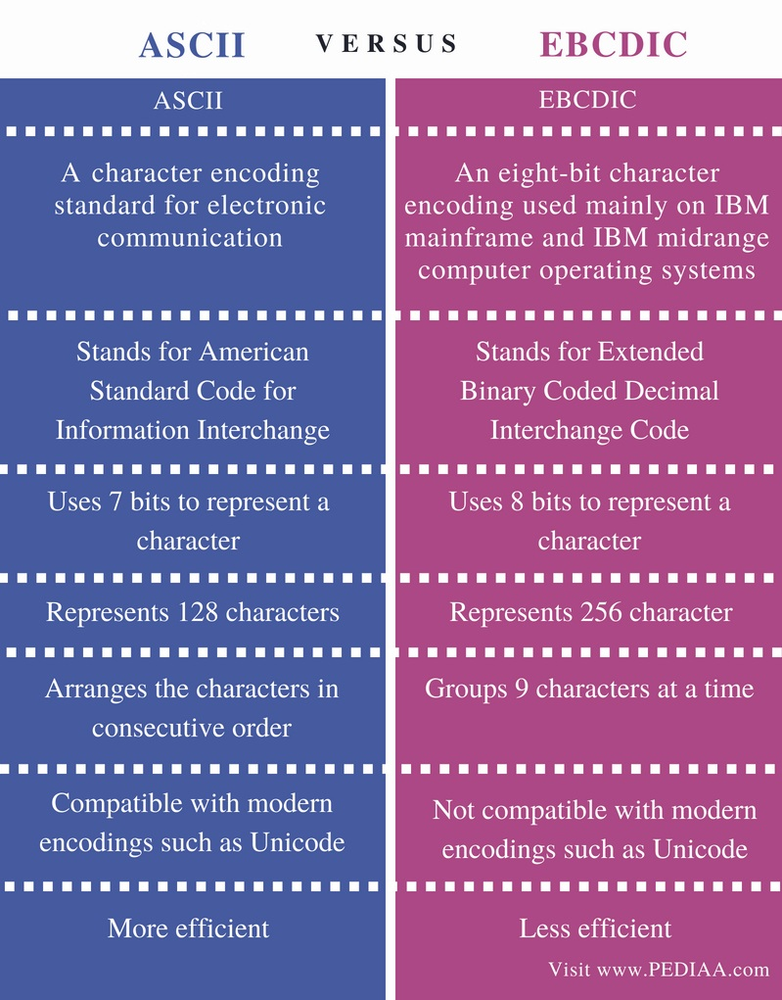 ASCII VERSUS EBCDIC
ASCII
EBCDIC
A character encoding
standard for electronic
communication
An eight-bit character
encoding used mainly on IBM
mainframe and IBM midrange
computer operating systems
Stands for American
Standard Code for
Information Interchange
Stands for Extended
Binary Coded Decimal
Interchange Code
Uses 7 bits to represent a
character
Uses 8 bits to represent a
character
Represents 128 characters
Represents 256 character
Arranges the characters in
consecutive order
Groups 9 characters at a time
Compatible with modern
encodings such as Unicode
Not compatible with modern
encodings such as Unicode
More efficient
Less efficient
Visit www.PEDIAA.com